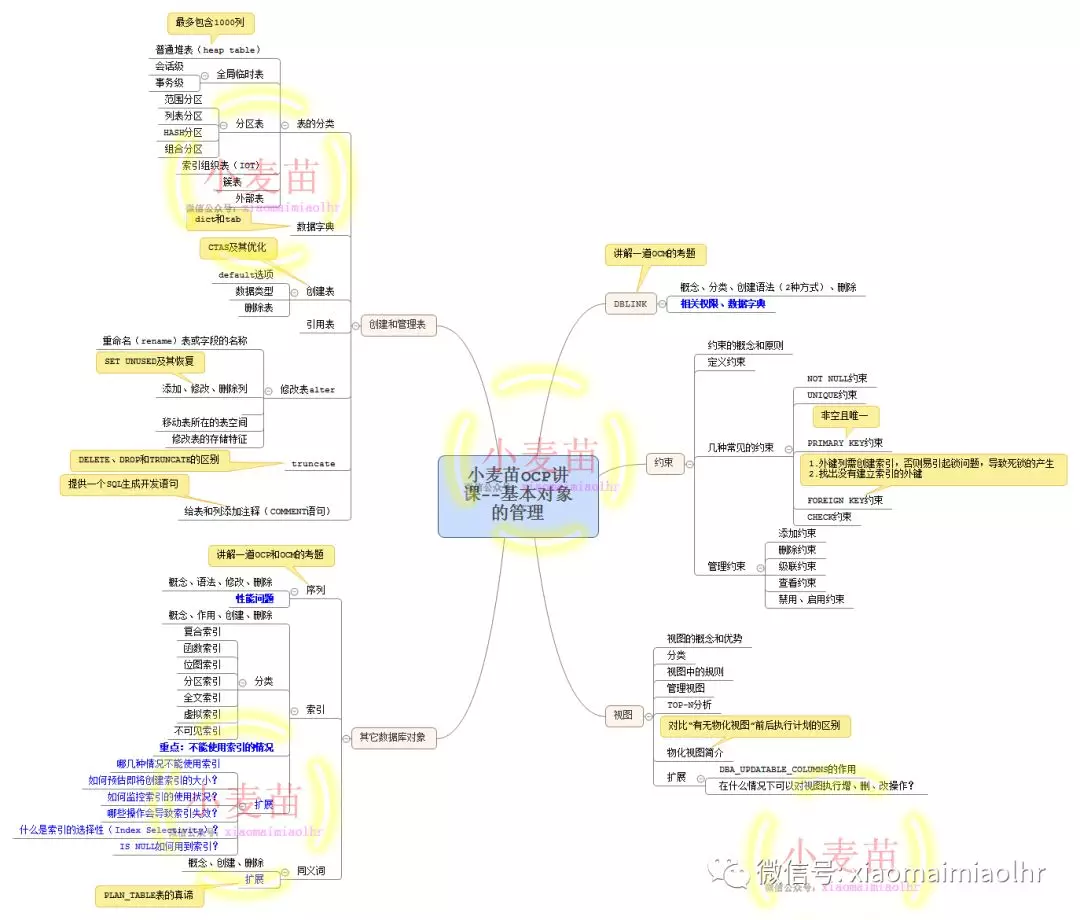 最多包含1000列
普通堆表（heap table）
会话级
全局临时表
事务级
范围分区
列表分区
分区表
表的分类
HASH分区
组合分区
索引组织表（IOT）
簇表
外部表
小麦苗
微信公众号：xiaomaimiaolhr
dict和tab
数据字典
CTAS及其优化
default选项
数据类型
创建表
删除表
引用表
创建和管理表
重命名（rename）表或字段的名称
SET UNUSED及其恢复
添加、修改、删除列
修改表alter
移动表所在的表空间
修改表的存储特征
DELETE、DROP和TRUNCATE的区别
truncate
提供一个SQL生成开发语句
给表和列添加注释（COMMENT语句）
小麦苗
微信公众号，xiaomaimiaolhr
小麦苗OCP讲
课--基本对象
的管理
讲解一道OCM的考题
DBLINK
概念、分类、创建语法（2种方式）、删除
相关权限、数据字典
约束
约束的概念和原则
定义约束
几种常见的约束
NOT NULL约束
UNIQUE约束
非空且唯一
PRIMARY KEY约束
1.外键列需创建索引，否则易引起锁问题，导致死锁的产生
2.找出没有建立索引的外键
FOREIGN KEY约束
CHECK约束
管理约束
添加约束
删除约束
级联约束
查看约束
禁用、启用约束
视图
视图的概念和优势
分类
视图中的规则
管理视图
TOP-N分析
对比“有无物化视图”前后执行计划的区别
物化视图简介
扩展
DBA_UPDATABLE_COLUMNS的作用
在什么情况下可以对视图执行增、删、改操作？
其它数据库对象
讲解一道OCP和OCM的考题
概念、语法、修改、删除
序列
性能问题
概念、作用、创建、删除
复合索引
函数索引
位图索引
分区索引
分类
全文索引
虚拟索引
不可见索引
索引
重点：不能使用索引的情况
哪几种情况不能使用索引
如何预估即将创建索引的大小？
如何监控索引的使用状况？
扩展
哪些操作会导致索引失效？
什么是索引的选择性（Index Selectivity）？
IS NULL如何用到索引？
小麦苗
微信公众号，xiaomaimiaolhr
概念、创建、删除
同义词
扩展
PLAN_TABLE表的真谛
小麦苗
微信公众号，xiaomaimiaolhr
微信号: xiaomaimiaolhr